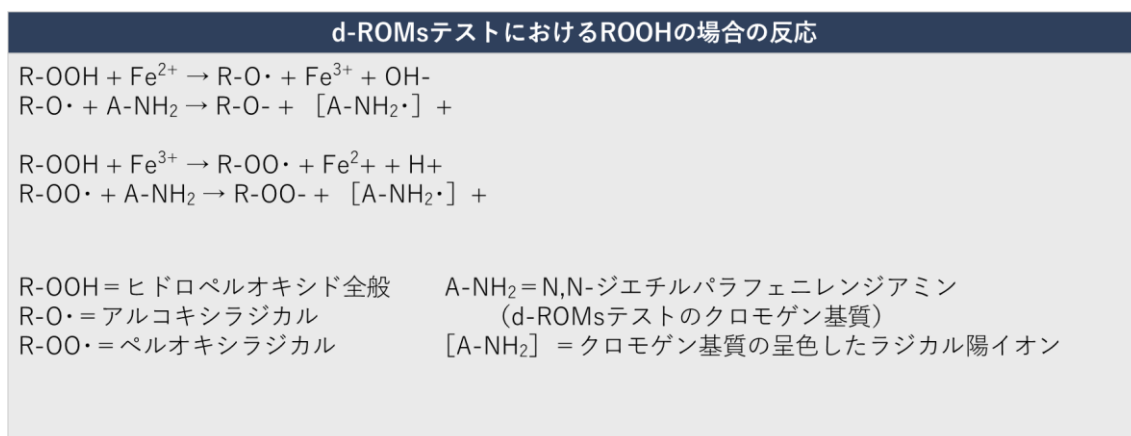 d-ROMsテストにおけるROOHの場合の反応
R-OOH + Fe²⁺ → R-O・ + Fe³⁺ + OH-
R-O・ + A-NH₂ → R-O- + ［A-NH₂・］ +
R-OOH + Fe³⁺ → R-OO・ + Fe²+ + H+
R-OO・ + A-NH₂ → R-OO- + ［A-NH₂・］ +
R-OOH＝ヒドロペルオキシド全般 A-NH₂＝N,N-ジエチルパラフェニレンジアミン
R-O・＝アルコキシラジカル （d-ROMsテストのクロモゲン基質）
R-OO・＝ペルオキシラジカル ［A-NH₂］＝クロモゲン基質の呈色したラジカル陽イオン